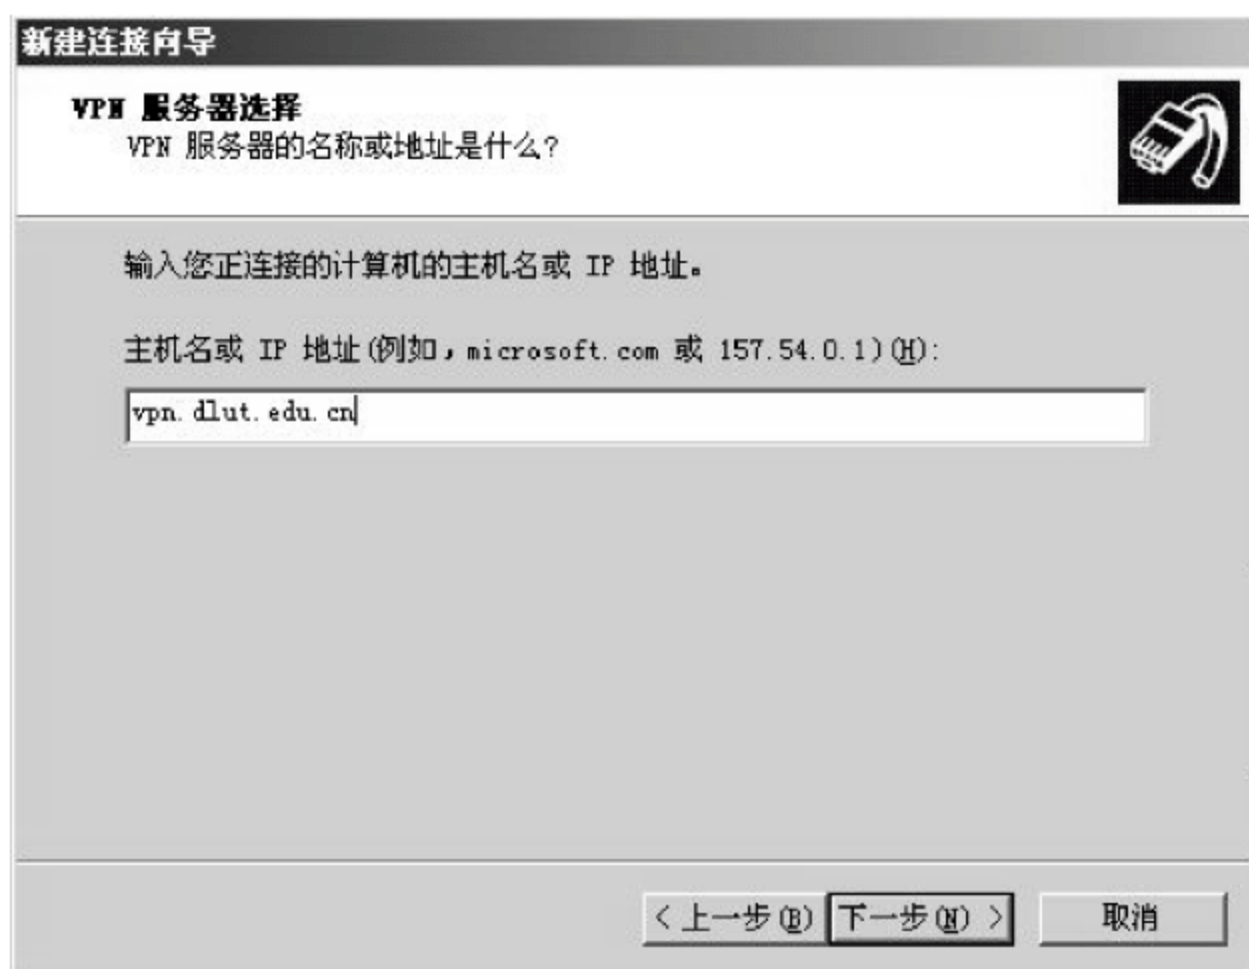 新建连接向导
VPN 服务器选择
VPN 服务器的名称或地址是什么?
输入您正连接的计算机的主机名或 IP 地址。
主机名或 IP 地址(例如，microsoft.com 或 157.54.0.1)(H):
vpn.dlut.edu.cn
< 上一步(B) 下一步(N) > 取消